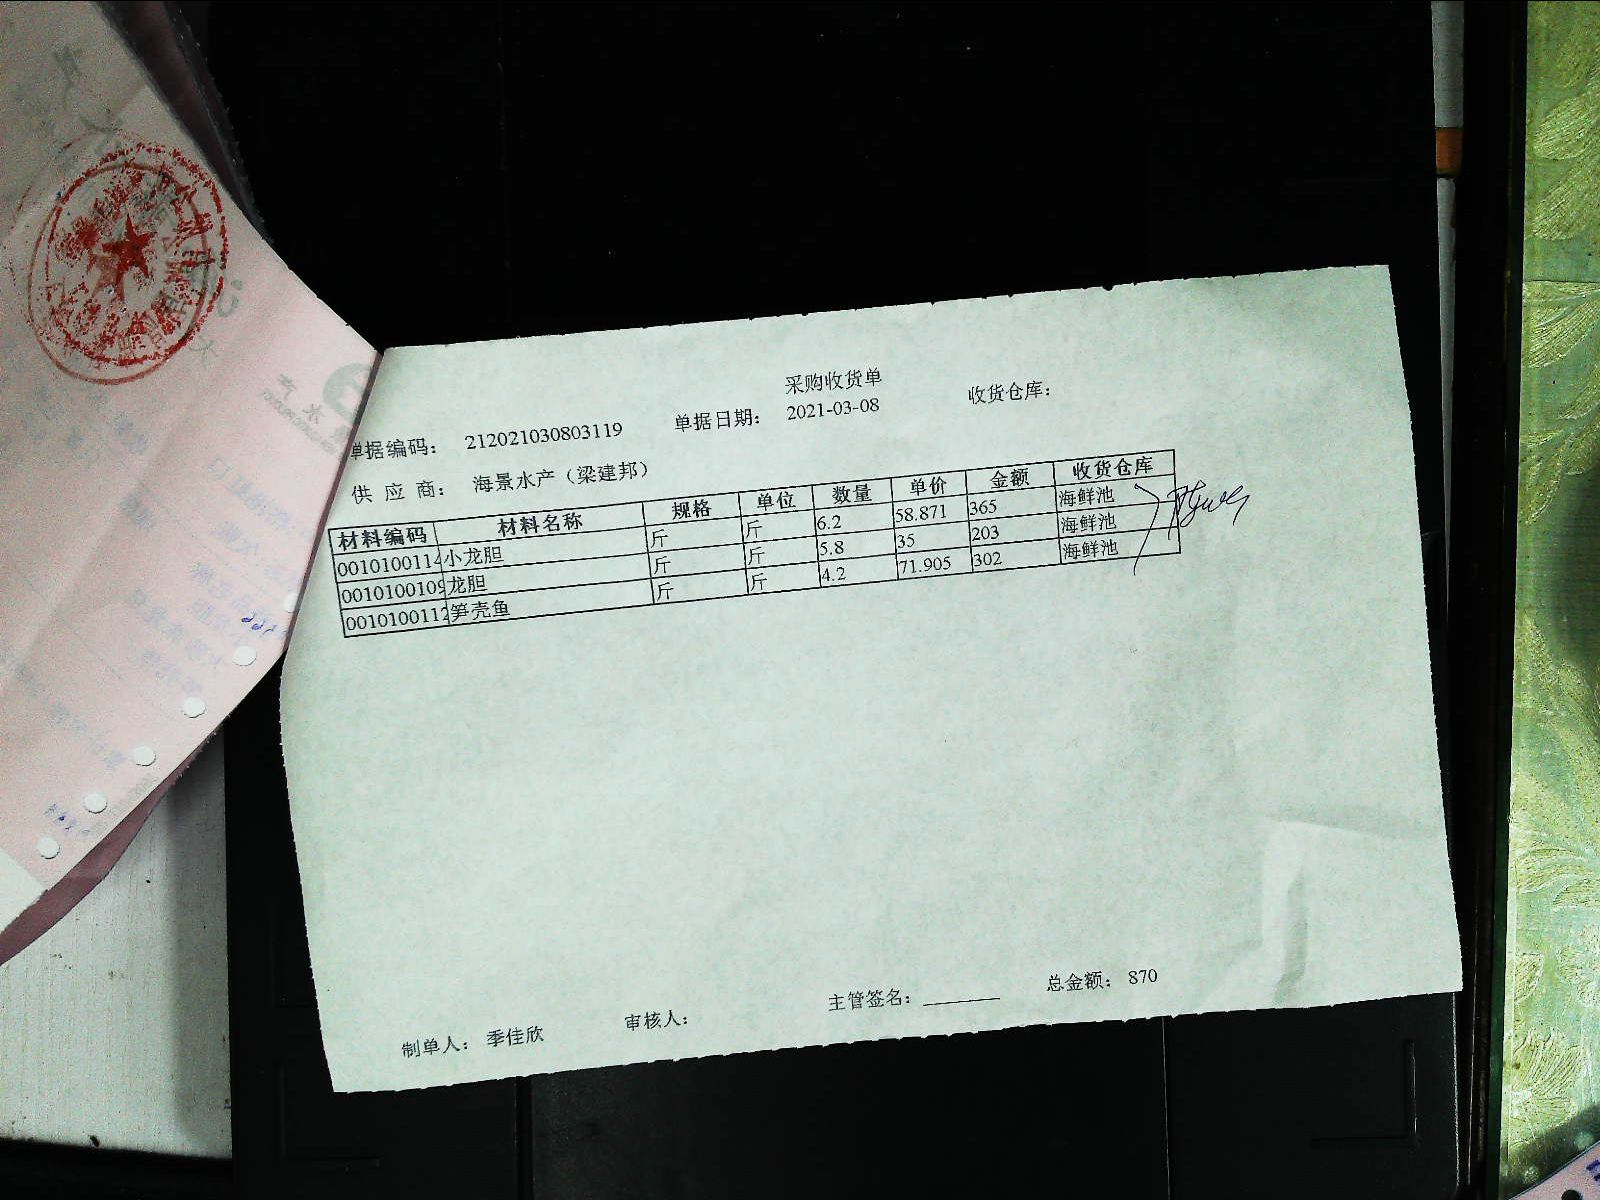 采购收货单
单据编码： 212021030803119 单据日期： 2021-03-08 收货仓库：
供 应 商： 海景水产（梁建邦）
材料编码 材料名称 规格 单位 数量 单价 金额 收货仓库
0010100114 小龙胆 斤 斤 6.2 58.871 365 海鲜池
0010100109 龙胆 斤 斤 5.8 35 203 海鲜池
0010100112 笋壳鱼 斤 斤 4.2 71.905 302 海鲜池
制单人： 季佳欣 审核人： 主管签名： 总金额： 870